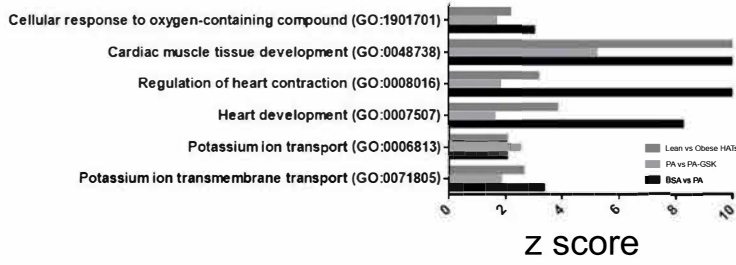 Cellular response to oxygen-containing compound (GO:1901701)
Cardiac muscle tissue development (GO:0048738)
Regulation of heart contraction (GO:0008016)
Heart development (GO:0007507)
Potassium ion transport (GO:0006813)
Potassium ion transmembrane transport (GO:0071805)
Lean vs Obese HATs
PA vs PA-GSK
BSA vs PA
0 2 4 6 8 10
z score